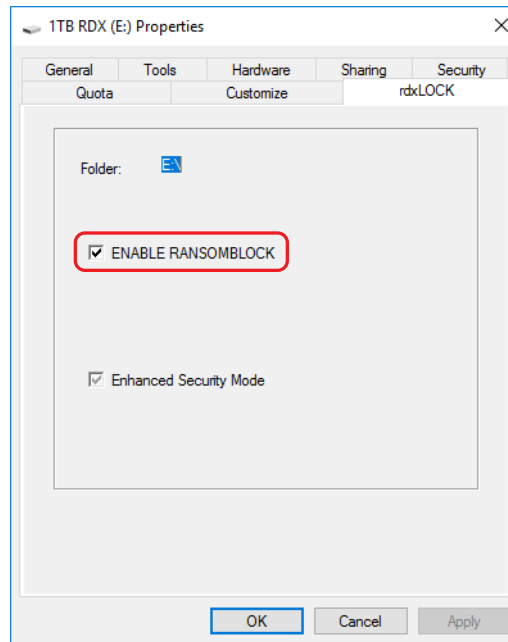 1TB RDX (E:) Properties
General Tools Hardware Sharing Security
Quota Customize rdxLOCK
Folder: E:\
ENABLE RANSOMBLOCK
Enhanced Security Mode
OK Cancel Apply